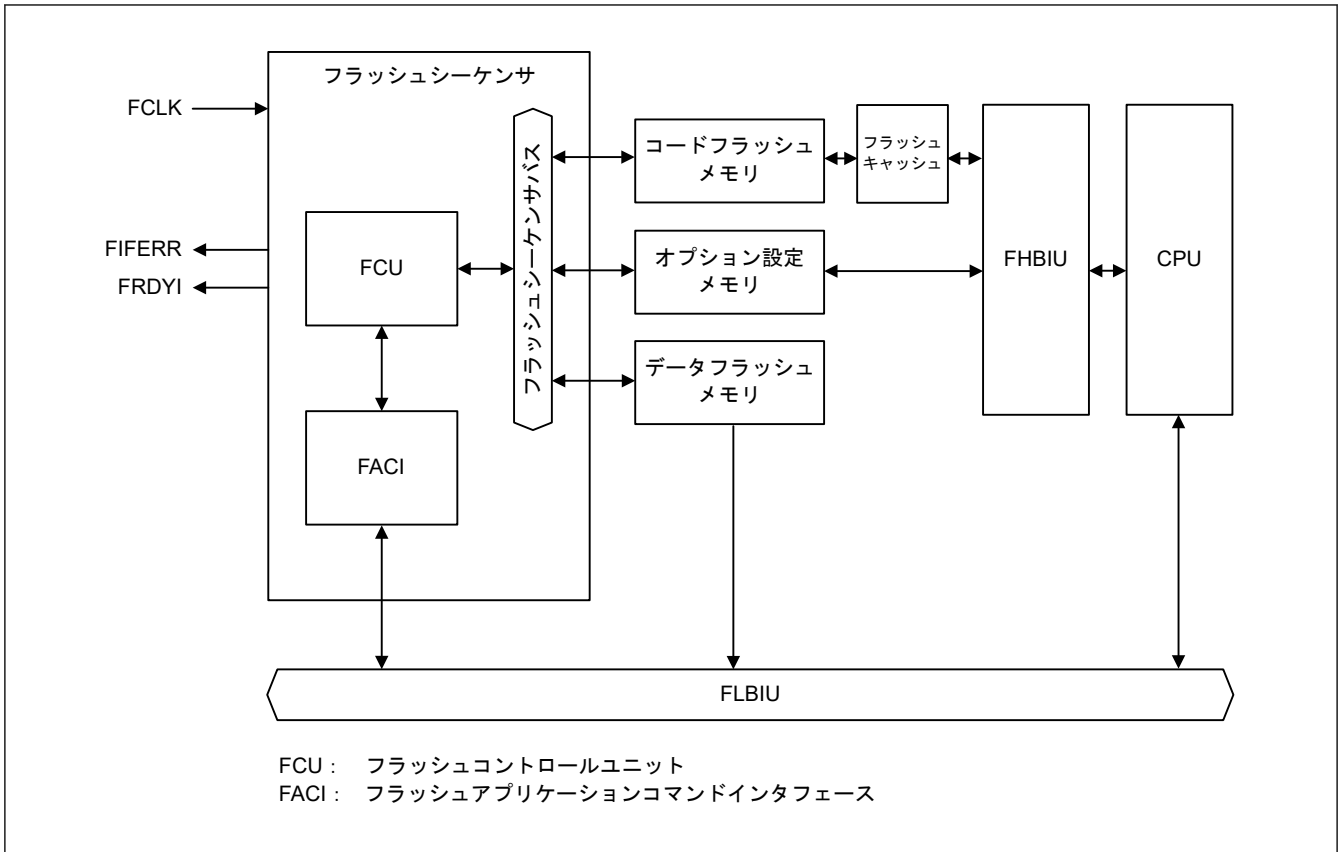 フラッシュシーケンサ
FCLK
FIFERR
FRDYI
FCU
FACI
フラッシュシーケンサバス
コードフラッシュ
メモリ
フラッシュ
キャッシュ
オプション設定
メモリ
データフラッシュ
メモリ
FHBIU
CPU
FLBIU
FCU : フラッシュコントロールユニット
FACI : フラッシュアプリケーションコマンドインタフェース